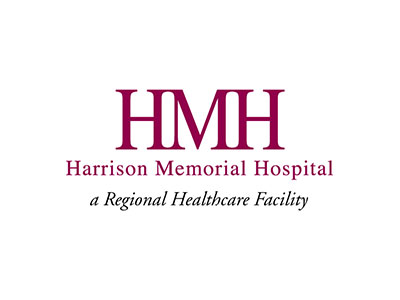 HMH
Harrison Memorial Hospital
a Regional Healthcare Facility